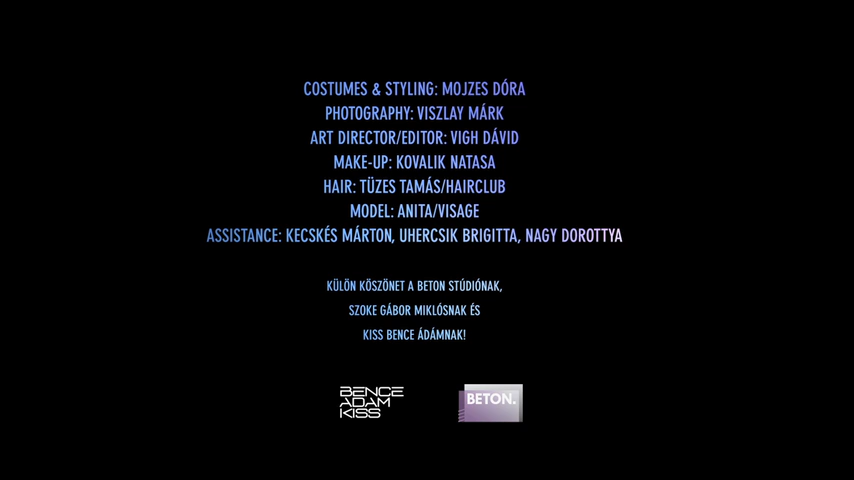 COSTUMES & STYLING: MOJZES DÓRA
PHOTOGRAPHY: VISZLAY MÁRK
ART DIRECTOR/EDITOR: VIGH DÁVID
MAKE-UP: KOVALIK NATASA
HAIR: TÜZES TAMÁS/HAIRCLUB
MODEL: ANITA/VISAGE
ASSISTANCE: KECSKÉS MÁRTON, UHERCSIK BRIGITTA, NAGY DOROTTYA
KÜLÖN KÖSZÖNET A BETON STÚDIÓNAK,
SZOKE GÁBOR MIKLÓSNAK ÉS
KISS BENCE ÁDÁMNAK!
BENCE
ADAM
KISS
BETON.